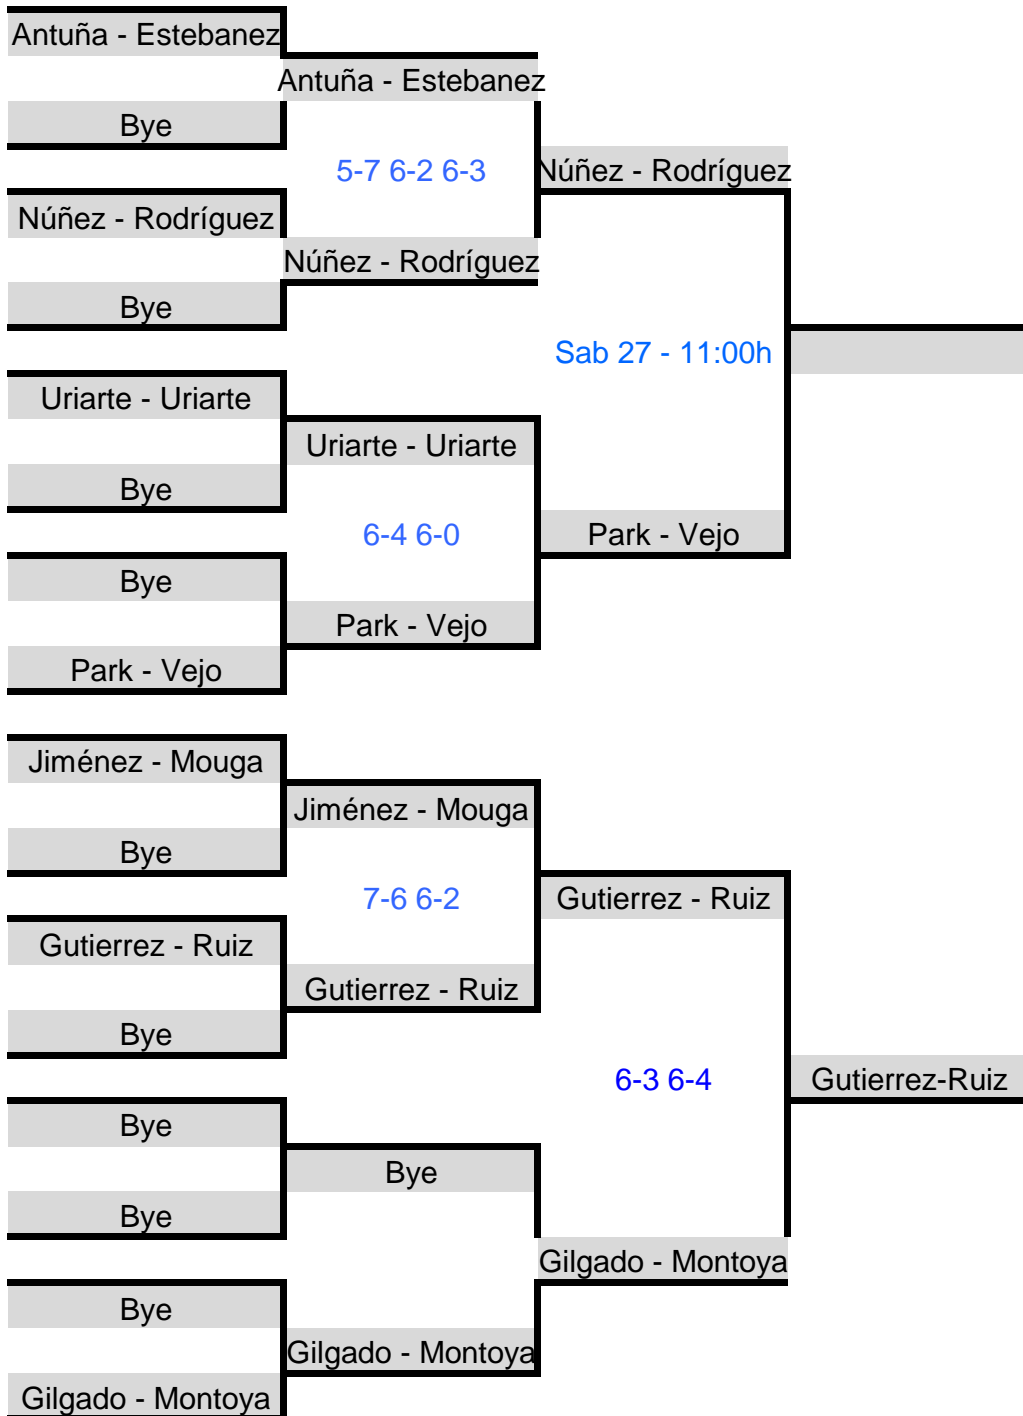 Antuña - Estebanez
Antuña - Estebanez
Bye
5-7 6-2 6-3
Núñez - Rodríguez
Núñez - Rodríguez
Núñez - Rodríguez
Bye
Sab 27 - 11:00h
Uriarte - Uriarte
Uriarte - Uriarte
Bye
6-4 6-0
Park - Vejo
Bye
Park - Vejo
Park - Vejo
Jiménez - Mouga
Jiménez - Mouga
Bye
7-6 6-2
Gutierrez - Ruiz
Gutierrez - Ruiz
Gutierrez - Ruiz
Bye
6-3 6-4
Gutierrez-Ruiz
Bye
Bye
Bye
Gilgado - Montoya
Bye
Gilgado - Montoya
Gilgado - Montoya